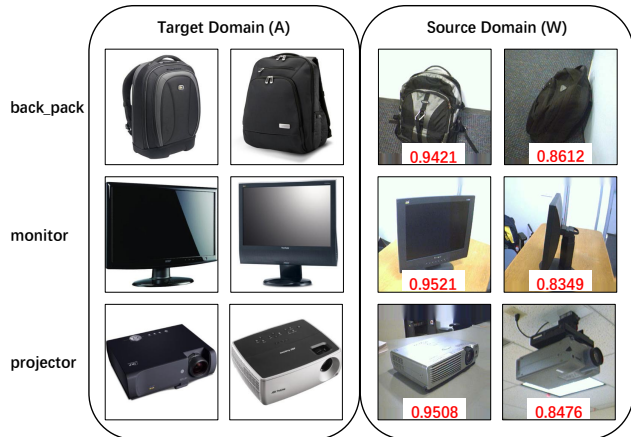 Target Domain (A) Source Domain (W)
back_pack
0.9421 0.8612
monitor
0.9521 0.8349
projector
0.9508 0.8476